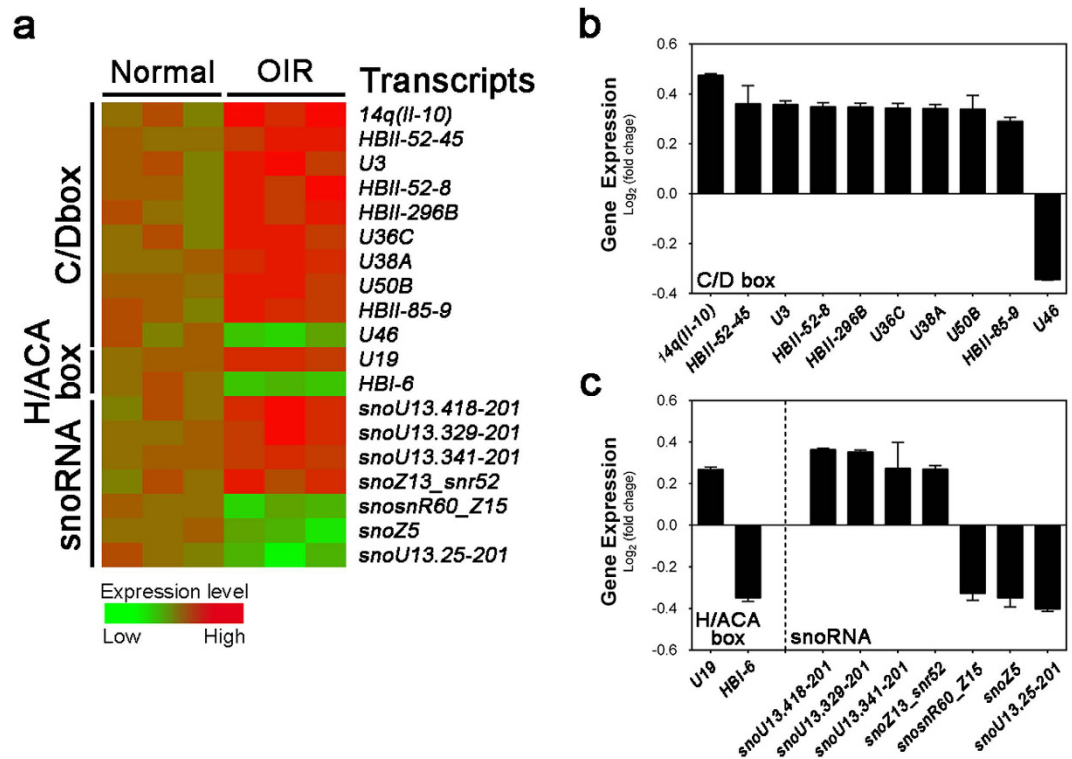 a
Normal OIR Transcripts
C/Dbox
H/ACA
box
snoRNA
14q(II-10)
HBII-52-45
U3
HBII-52-8
HBII-296B
U36C
U38A
U50B
HBII-85-9
U46
U19
HBI-6
snoU13.418-201
snoU13.329-201
snoU13.341-201
snoZ13_snr52
snosnR60_Z15
snoZ5
snoU13.25-201
Expression level
Low High
b
Gene Expression
Log2 (fold chage)
0.6
0.4
0.2
0.0
-0.2
-0.4
C/D box
14q(II-10)
HBII-52-45
U3
HBII-52-8
HBII-296B
U36C
U38A
U50B
HBII-85-9
U46
c
Gene Expression
Log2 (fold change)
0.6
0.4
0.2
0.0
-0.2
-0.4
-0.6
H/ACA
box
snoRNA
U19
HBI-6
snoU13.418-201
snoU13.329-201
snoU13.341-201
snoZ13_snr52
snosnR60_Z15
snoZ5
snoU13.25-201